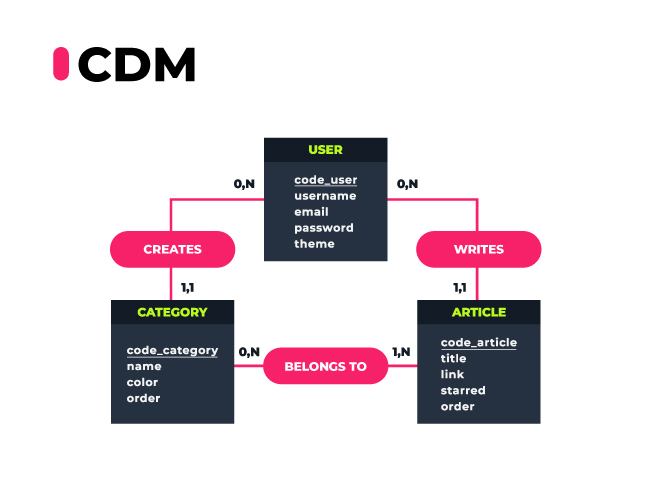 CDM
USER
code_user
username
email
password
theme
0,N
0,N
CREATES
WRITES
1,1
1,1
CATEGORY
code_category
name
color
order
0,N
BELONGS TO
1,N
ARTICLE
code_article
title
link
starred
order